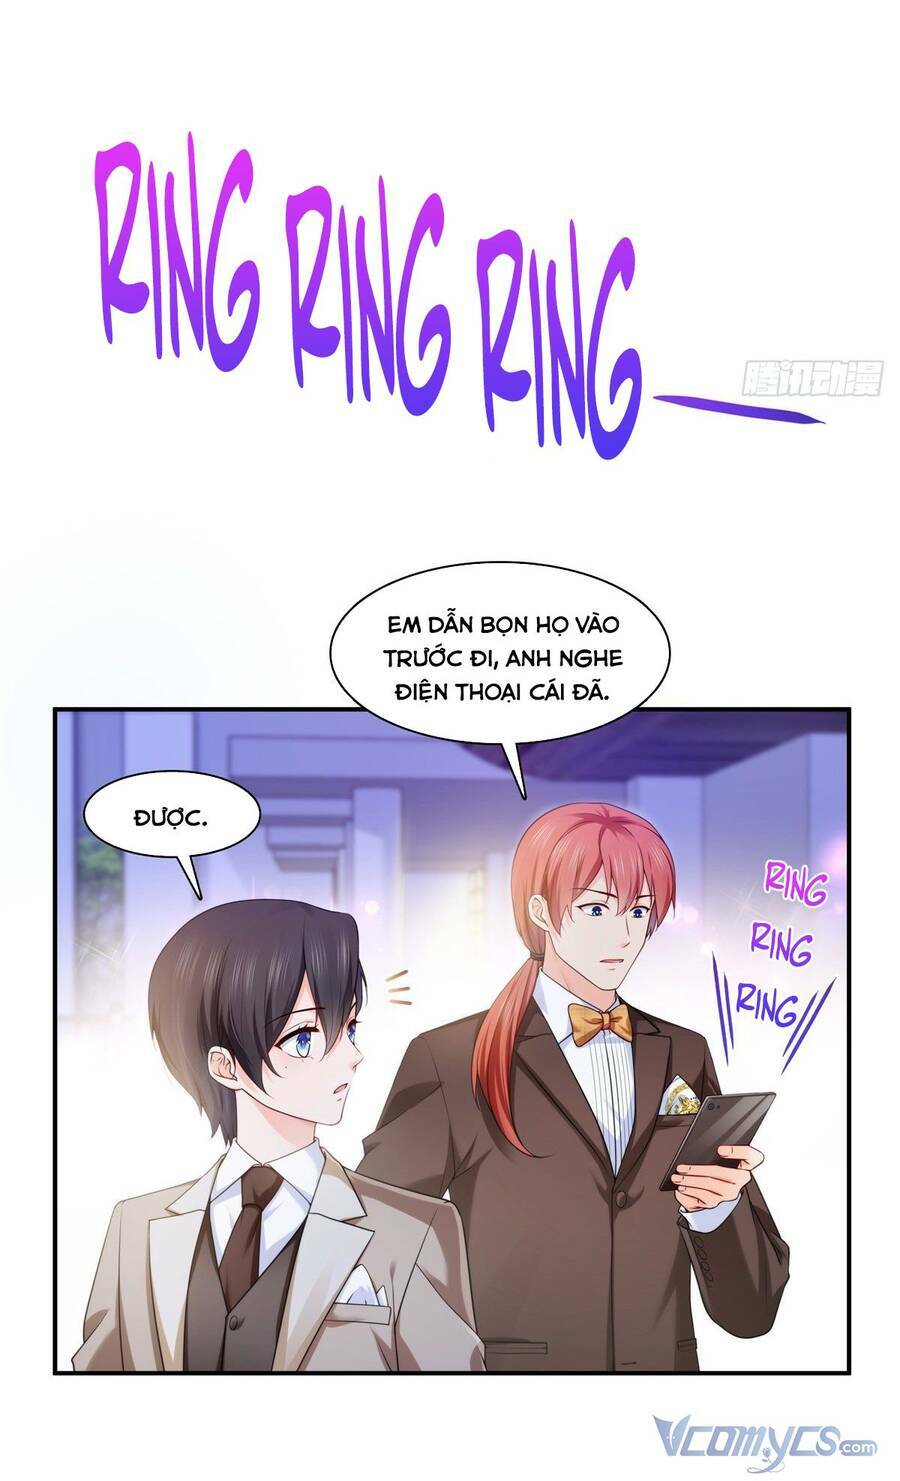 RING RING RING
腾讯动漫
EM DẪN BỌN HỌ VÀO
TRƯỚC ĐI, ANH NGHE
ĐIỆN THOẠI CÁI ĐÃ.
ĐƯỢC.
RING
RING
RING
VCOMYCS.com